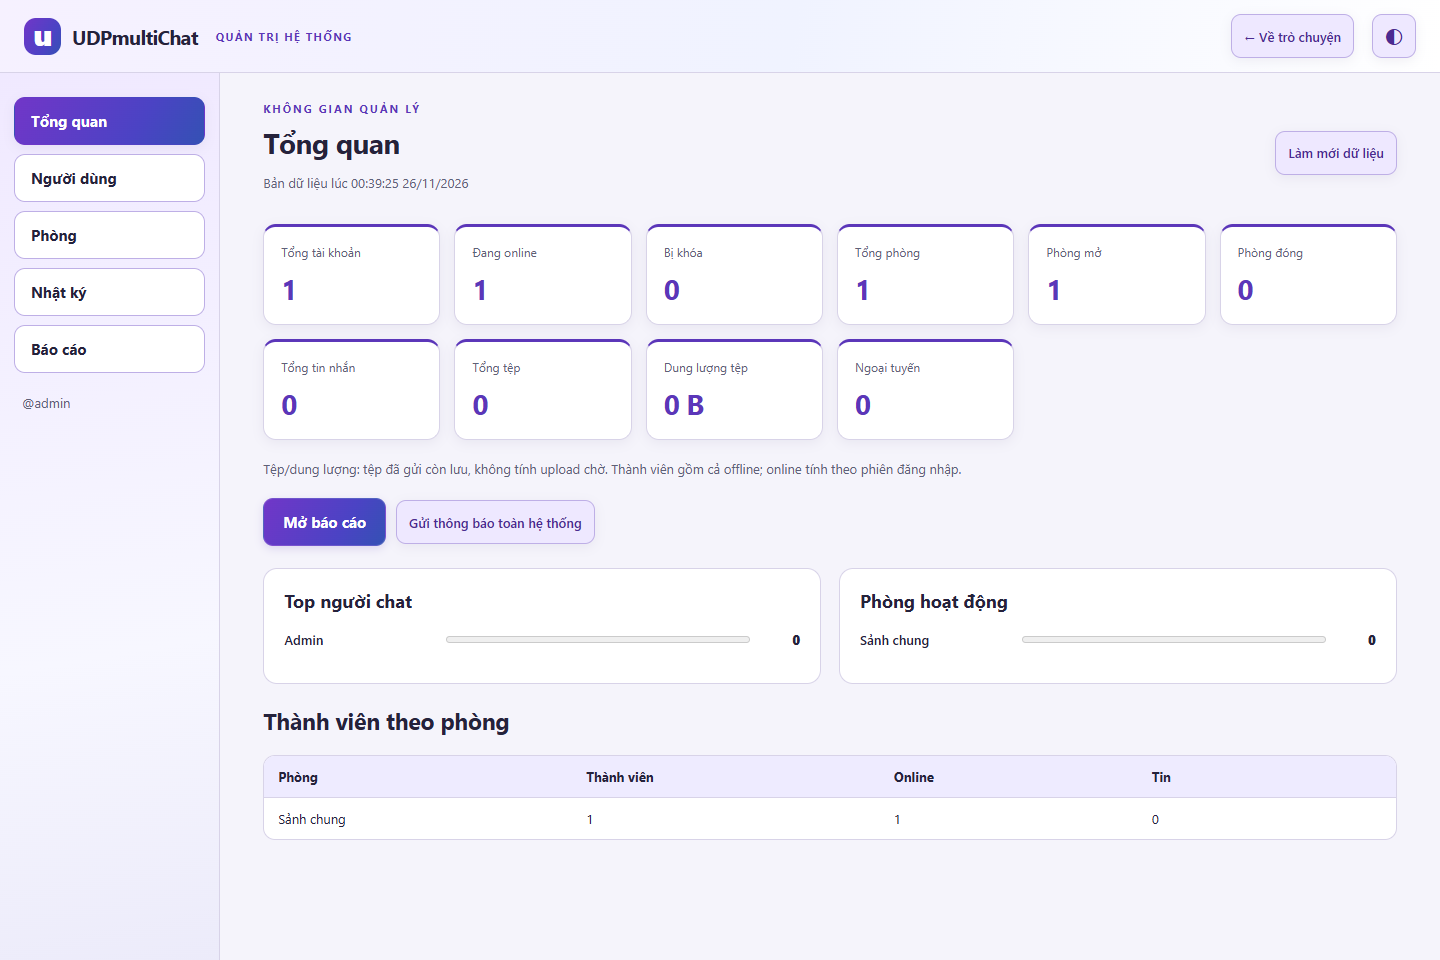 u UDPmultiChat QUẢN TRỊ HỆ THỐNG
← Về trò chuyện
Tổng quan
Người dùng
Phòng
Nhật ký
Báo cáo
@admin
KHÔNG GIAN QUẢN LÝ
Tổng quan
Bản dữ liệu lúc 00:39:25 26/11/2026
Làm mới dữ liệu
Tổng tài khoản
1
Đang online
1
Bị khóa
0
Tổng phòng
1
Phòng mở
1
Phòng đóng
0
Tổng tin nhắn
0
Tổng tệp
0
Dung lượng tệp
0 B
Ngoại tuyến
0
Tệp/dung lượng: tệp đã gửi còn lưu, không tính upload chờ. Thành viên gồm cả offline; online tính theo phiên đăng nhập.
Mở báo cáo
Gửi thông báo toàn hệ thống
Top người chat
Admin 0
Phòng hoạt động
Sảnh chung 0
Thành viên theo phòng
Phòng Thành viên Online Tin
Sảnh chung 1 1 0